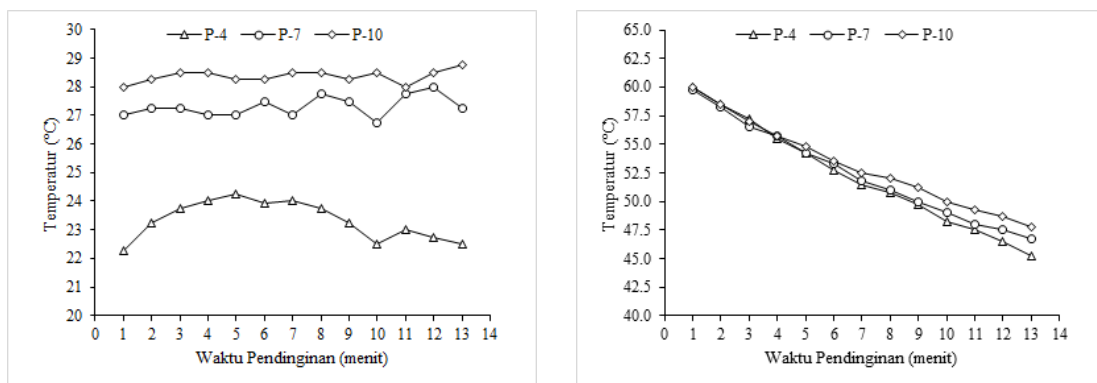 P-4 P-7 P-10
30
29
28
27
26
25
24
23
22
21
20
Temperatur (ºC)
0 1 2 3 4 5 6 7 8 9 10 11 12 13 14
Waktu Pendinginan (menit)
P-4 P-7 P-10
65.0
62.5
60.0
57.5
55.0
52.5
50.0
47.5
45.0
42.5
40.0
Temperatur (ºC)
0 1 2 3 4 5 6 7 8 9 10 11 12 13 14
Waktu Pendinginan (menit)